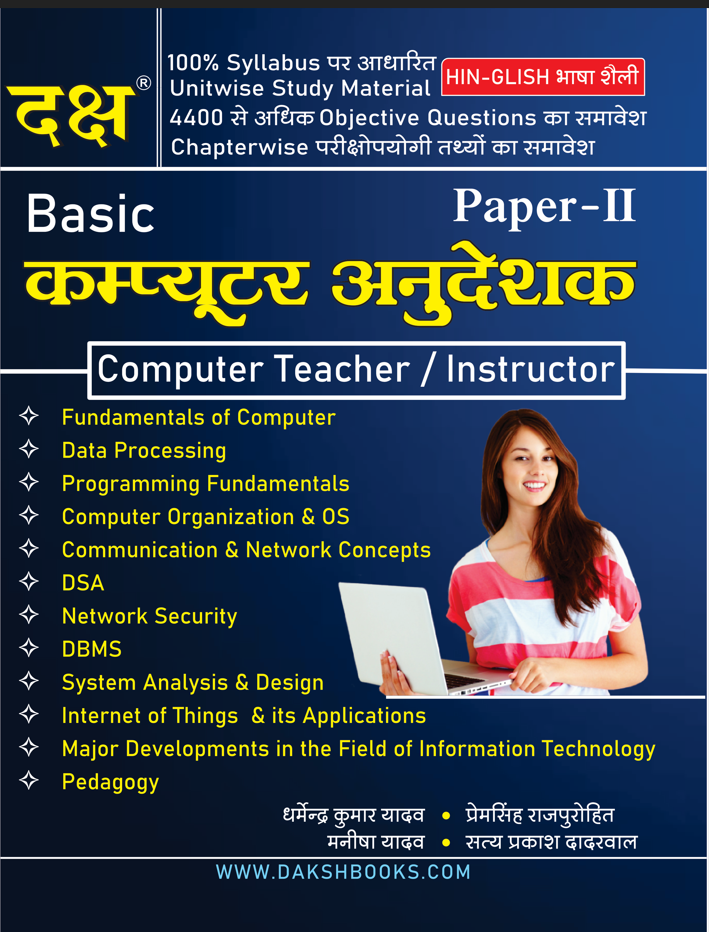 दक्ष®
100% Syllabus पर आधारित
Unitwise Study Material
HIN-GLISH भाषा शैली
4400 से अधिक Objective Questions का समावेश
Chapterwise परीक्षोपयोगी तथ्यों का समावेश
Basic
Paper-II
कम्प्यूटर अनुदेशक
Computer Teacher / Instructor
Fundamentals of Computer
Data Processing
Programming Fundamentals
Computer Organization & OS
Communication & Network Concepts
DSA
Network Security
DBMS
System Analysis & Design
Internet of Things & its Applications
Major Developments in the Field of Information Technology
Pedagogy
धर्मेन्द्र कुमार यादव • प्रेमसिंह राजपुरोहित
मनीषा यादव • सत्य प्रकाश दादरवाल
WWW.DAKSHBOOKS.COM